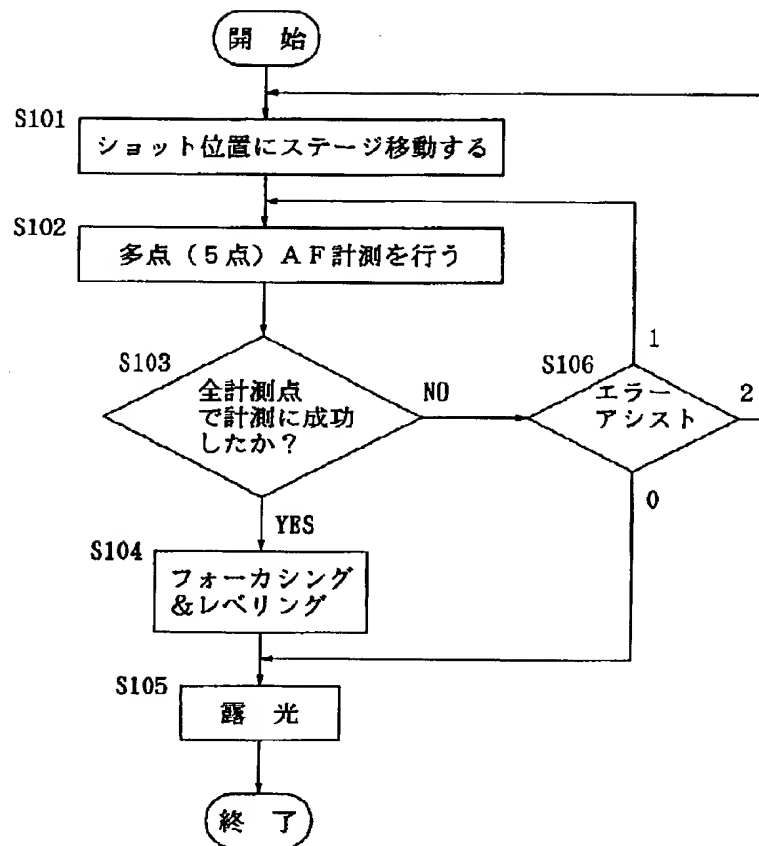 開 始
S101
ショット位置にステージ移動する
S102
多点（5点）ＡＦ計測を行う
S103
全計測点
で計測に成功
したか？
NO
S106
エラー
アシスト
1
2
0
YES
S104
フォーカシング
＆レベリング
S105
露 光
終 了